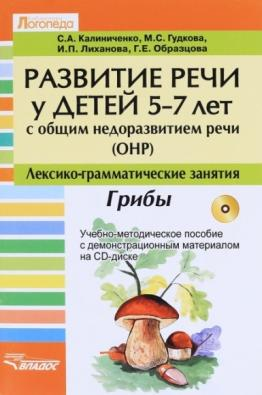 Логопеда
С.А. Калиниченко, М.С. Гудкова,
И.П. Лиханова, Г.Е. Образцова
РАЗВИТИЕ РЕЧИ
У ДЕТЕЙ 5–7 лет
с общим недоразвитием речи
(ОНР)
Лексико-грамматические занятия
Грибы
Учебно-методическое пособие
с демонстрационным материалом
на CD-диске
ВЛАДОС